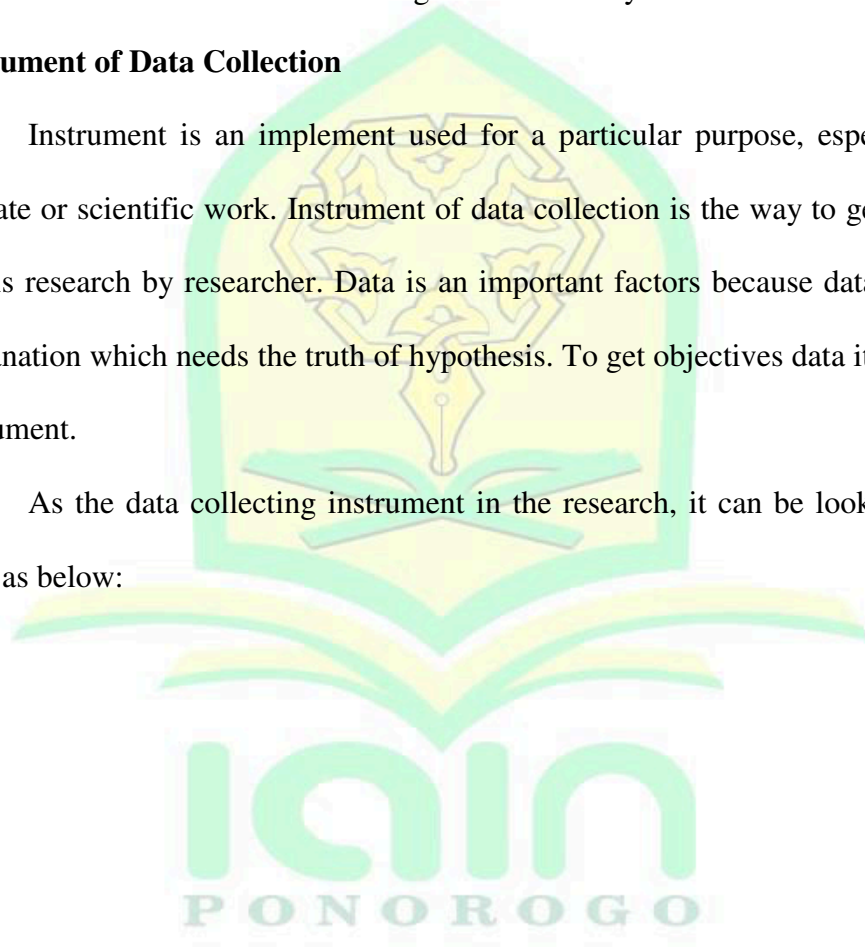 ument of Data Collection
Instrument is an implement used for a particular purpose, espe
ate or scientific work. Instrument of data collection is the way to
s research by researcher. Data is an important factors because data
nation which needs the truth of hypothesis. To get objectives data it
ument.
As the data collecting instrument in the research, it can be look
as below:
iain
PONOROGO